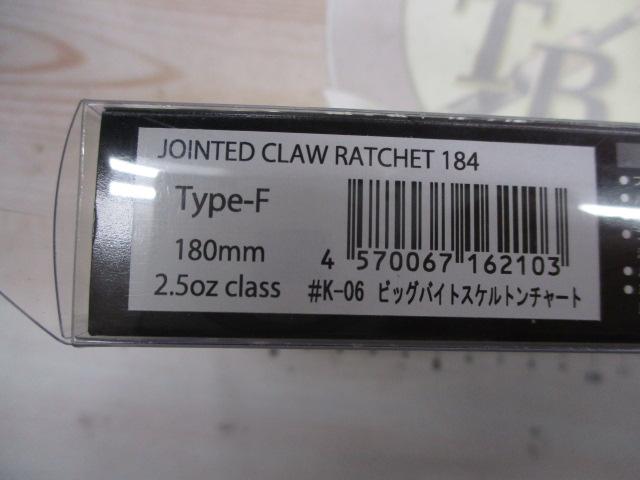 TB
JOINTED CLAW RATCHET 184
Type-F
180mm
2.5oz class
4 570067 162103
#K-06 ビッグバイトスケルトンチャート